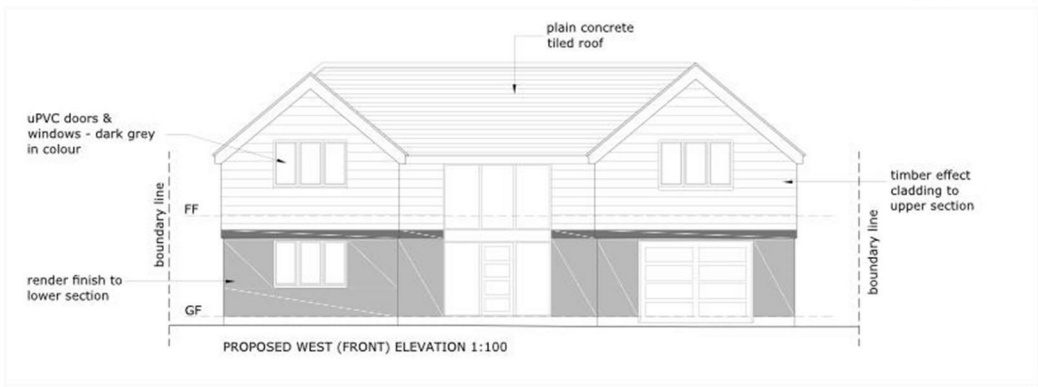 plain concrete
tiled roof
uPVC doors &
windows - dark grey
in colour
timber effect
cladding to
upper section
boundary line
FF
boundary line
render finish to
lower section
GF
PROPOSED WEST (FRONT) ELEVATION 1:100